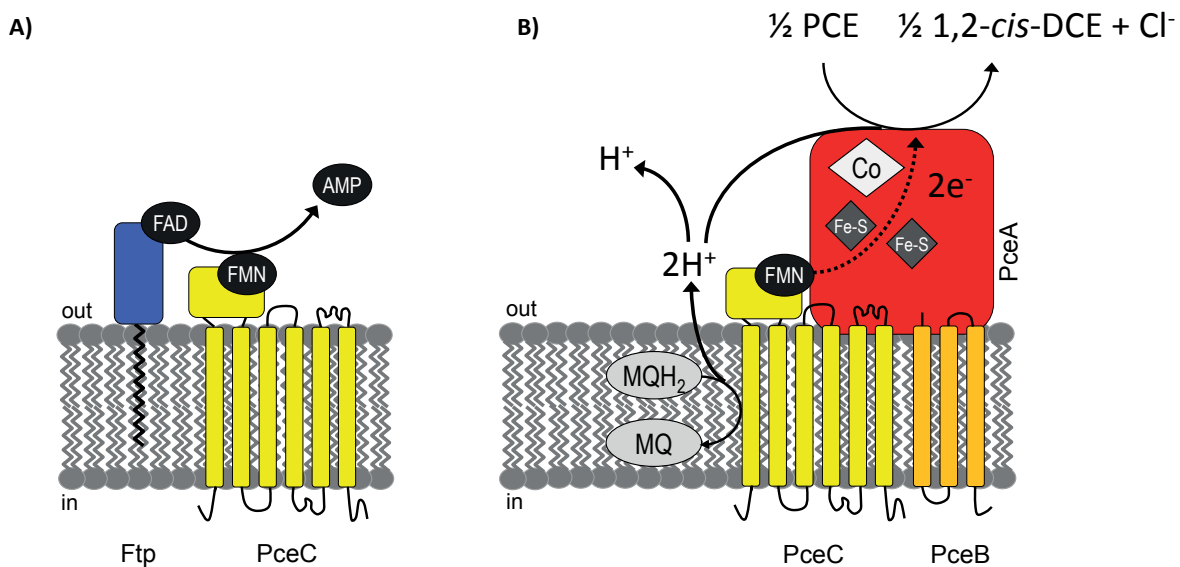 A)
FAD
AMP
FMN
out
in
Ftp
PceC
B)
½ PCE
½ 1,2-cis-DCE + Cl⁻
H⁺
2H⁺
Co
2e⁻
Fe-S
Fe-S
FMN
PceA
out
MQH₂
MQ
in
PceC
PceB